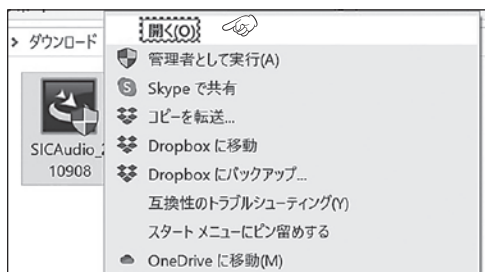 開く(O)
ダウンロード
管理者として実行(A)
Skype で共有
コピーを転送...
SICAudio_2
10908
Dropbox に移動
Dropbox にバックアップ...
互換性のトラブルシューティング(Y)
スタート メニューにピン留めする
OneDrive に移動(M)